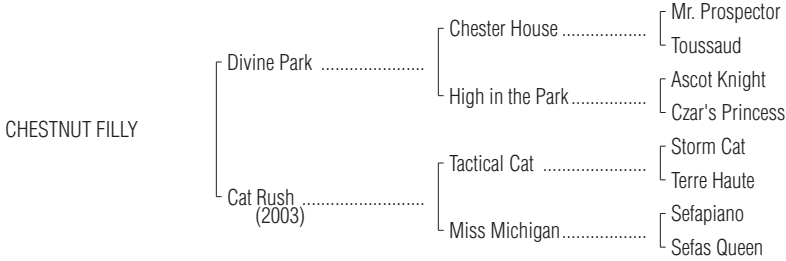 Mr. Prospector
Chester House ..................
Toussaud
Divine Park ......................
Ascot Knight
High in the Park................
Czar's Princess
CHESTNUT FILLY
Storm Cat
Tactical Cat ......................
Terre Haute
Cat Rush ..........................
(2003)
Sefapiano
Miss Michigan..................
Sefas Queen